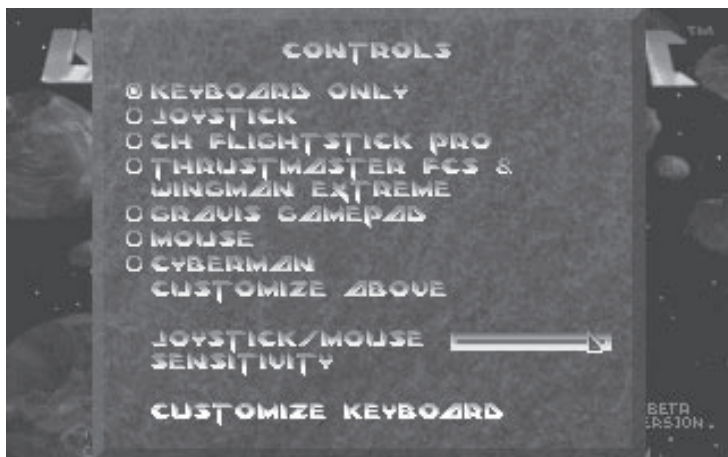 TM
CONTROLS
KEYBOARD ONLY
JOYSTICK
CH FLIGHTSTICK PRO
THRUSTMASTER FCS &
WINGMAN EXTREME
GRAVIS GAMEPAD
MOUSE
CYBERMAN
CUSTOMIZE ABOVE
JOYSTICK/MOUSE
SENSITIVITY
CUSTOMIZE KEYBOARD
BETA